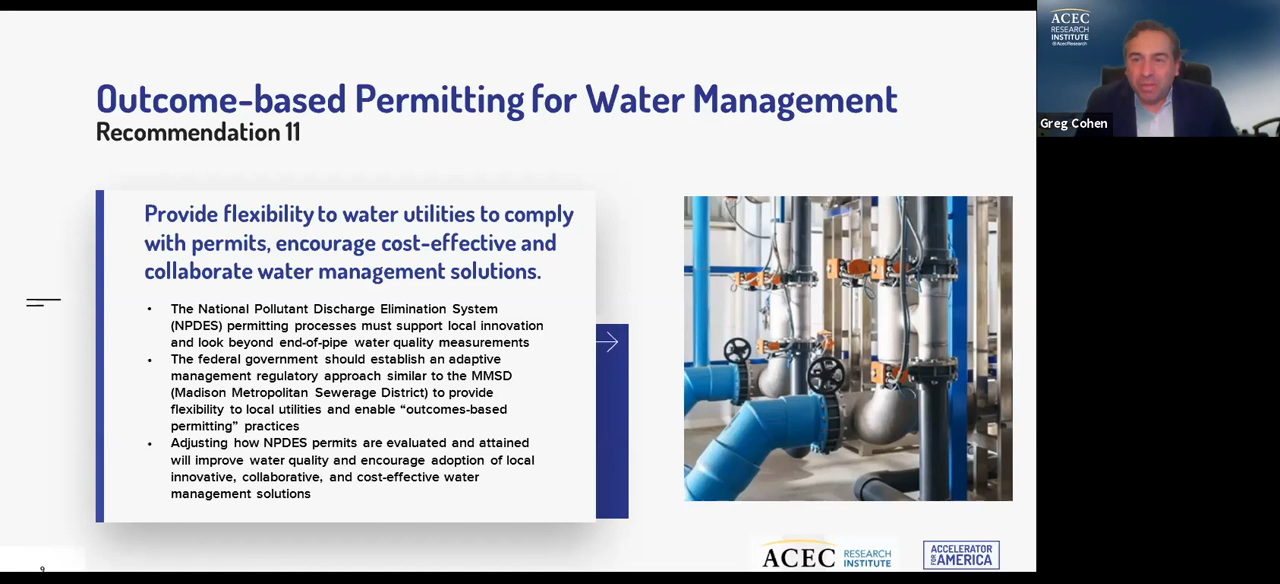 Outcome-based Permitting for Water Management
Recommendation 11
Provide flexibility to water utilities to comply
with permits, encourage cost-effective and
collaborate water management solutions.
• The National Pollutant Discharge Elimination System
(NPDES) permitting processes must support local innovation
and look beyond end-of-pipe water quality measurements
• The federal government should establish an adaptive
management regulatory approach similar to the MMSD
(Madison Metropolitan Sewerage District) to provide
flexibility to local utilities and enable “outcomes-based
permitting” practices
• Adjusting how NPDES permits are evaluated and attained
will improve water quality and encourage adoption of local
innovative, collaborative, and cost-effective water
management solutions
9
ACEC RESEARCH
INSTITUTE
ACCELERATOR
FOR AMERICA
ACEC
RESEARCH
INSTITUTE
@AcecResearch
Greg Cohen